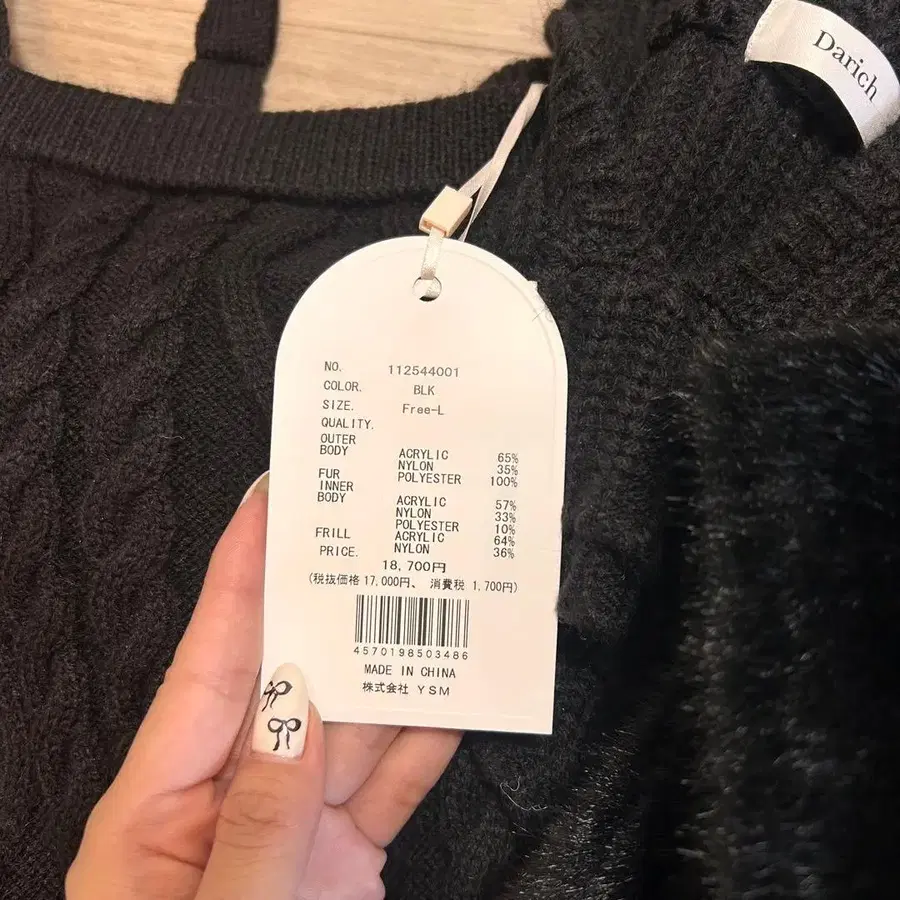 Darich
NO. 112544001
COLOR. BLK
SIZE. Free-L
QUALITY.
OUTER
BODY ACRYLIC 65%
NYLON 35%
FUR POLYESTER 100%
INNER
BODY ACRYLIC 57%
NYLON 33%
POLYESTER 10%
FRILL ACRYLIC 64%
NYLON 36%
PRICE. 18,700円
(税抜価格 17,000円、 消費税 1,700円)
4570198503486
MADE IN CHINA
株式会社 YSM